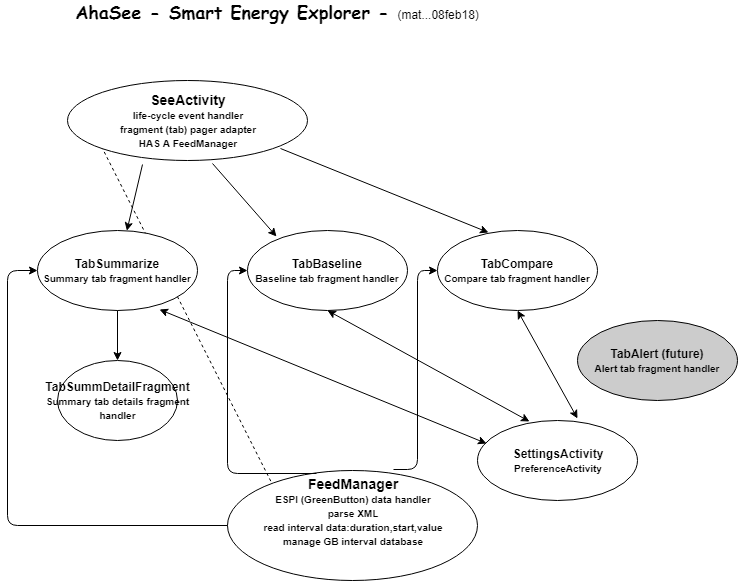 AhaSee - Smart Energy Explorer - (mat...08feb18)
SeeActivity
life-cycle event handler
fragment (tab) pager adapter
HAS A FeedManager
TabSummarize
Summary tab fragment handler
TabBaseline
Baseline tab fragment handler
TabCompare
Compare tab fragment handler
TabAlert (future)
Alert tab fragment handler
TabSummDetailFragment
Summary tab details fragment
handler
SettingsActivity
PreferenceActivity
FeedManager
ESPI (GreenButton) data handler
parse XML
read interval data:duration,start,value
manage GB interval database